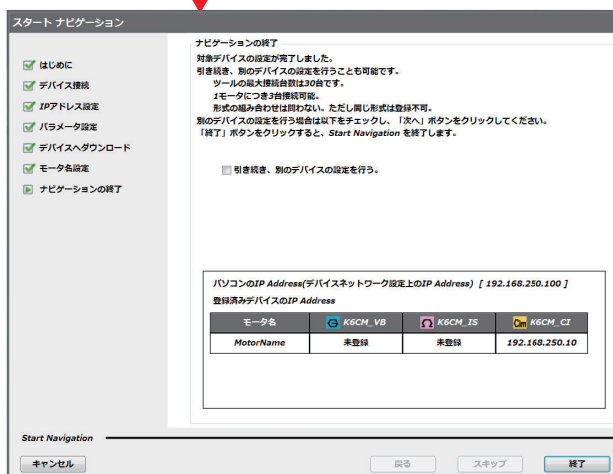 スタート ナビゲーション
はじめに
デバイス接続
IPアドレス設定
パラメータ設定
デバイスへダウンロード
モータ名設定
ナビゲーションの終了
ナビゲーションの終了
対象デバイスの設定が完了しました。
引き続き、別のデバイスの設定を行うことも可能です。
ツールの最大接続台数は30台です。
1モータにつき3台接続可能。
形式の組み合わせは問わない。ただし同じ形式は登録不可。
別のデバイスの設定を行う場合は以下をチェックし、「次へ」ボタンをクリックしてください。
「終了」ボタンをクリックすると、Start Navigation を終了します。
引き続き、別のデバイスの設定を行う。
パソコンのIP Address(デバイスネットワーク設定上のIP Address) [ 192.168.250.100 ]
登録済みデバイスのIP Address
モータ名 K6CM_VB K6CM_IS Cim K6CM_CI
MotorName 未登録 未登録 192.168.250.10
Start Navigation
キャンセル 戻る スキップ 終了